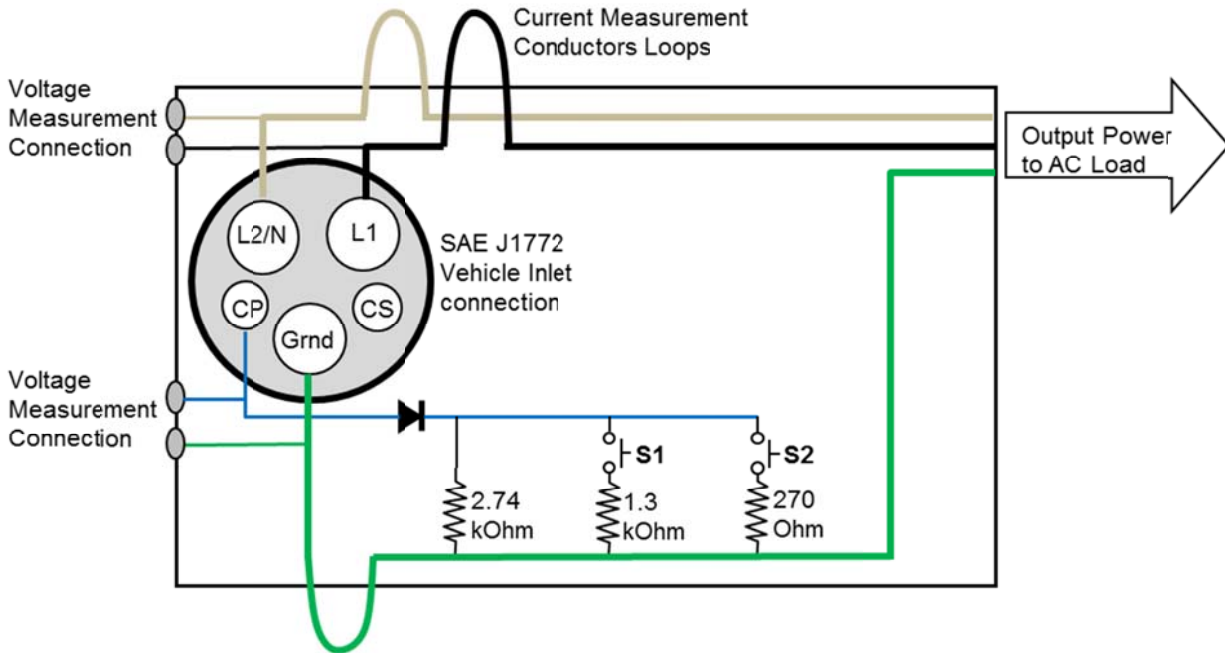 Current Measurement
Conductors Loops
Voltage
Measurement
Connection
Output Power
to AC Load
L2/N
L1
SAE J1772
Vehicle Inlet
connection
CP
CS
Grnd
Voltage
Measurement
Connection
S1
S2
2.74
kOhm
1.3
kOhm
270
Ohm